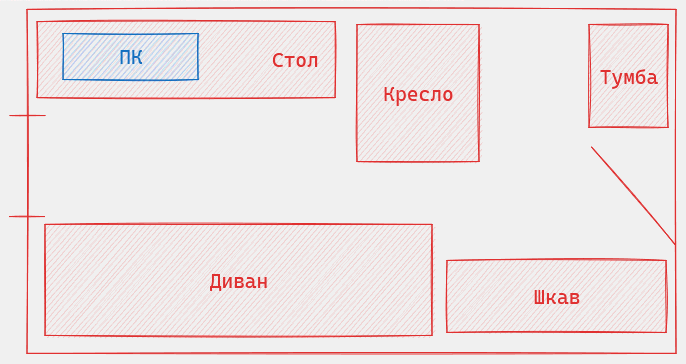 ПК
Стол
Кресло
Тумба
Диван
Шкав